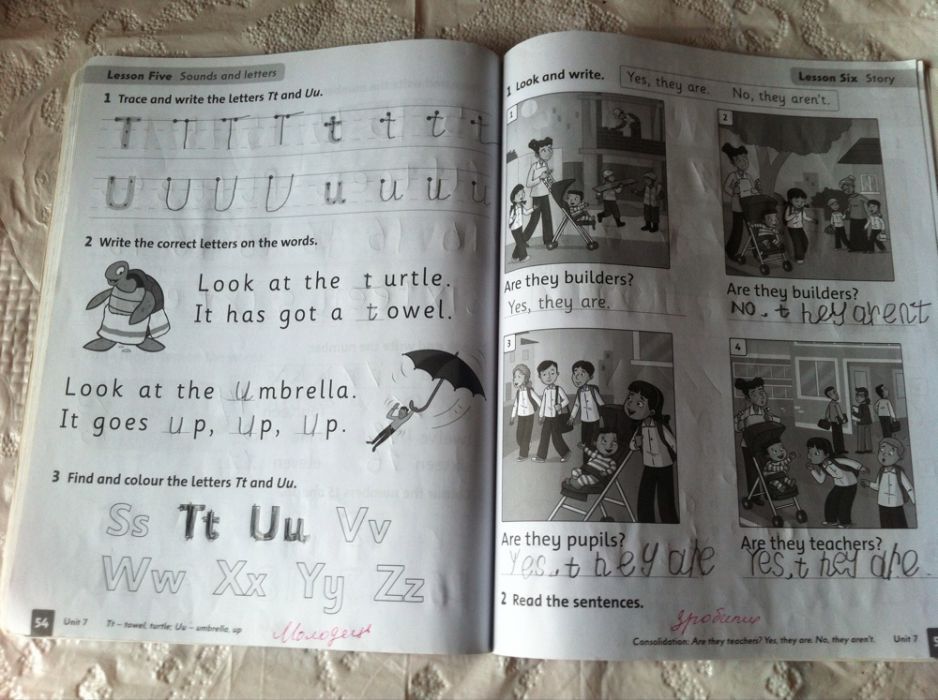 Lesson Five Sounds and letters
1 Trace and write the letters Tt and Uu.
T T T T t t t t
U U U U u u u u
2 Write the correct letters on the words.
Look at the turtle.
It has got a towel.
Look at the umbrella.
It goes up, up, up.
3 Find and colour the letters Tt and Uu.
Ss Tt Uu Vv
Ww Xx Yy Zz
54 Unit 7 Tt – towel, turtle; Uu – umbrella, up
Молодець
Lesson Six Story
1 Look and write.
Yes, they are. No, they aren't.
1
2
Are they builders?
Yes, they are.
Are they builders?
NO, they arent
3
4
Are they pupils?
Yes, they are
Are they teachers?
Yes, they are.
2 Read the sentences.
Зробили
Consolidation: Are they teachers? Yes, they are. No, they aren't. Unit 7